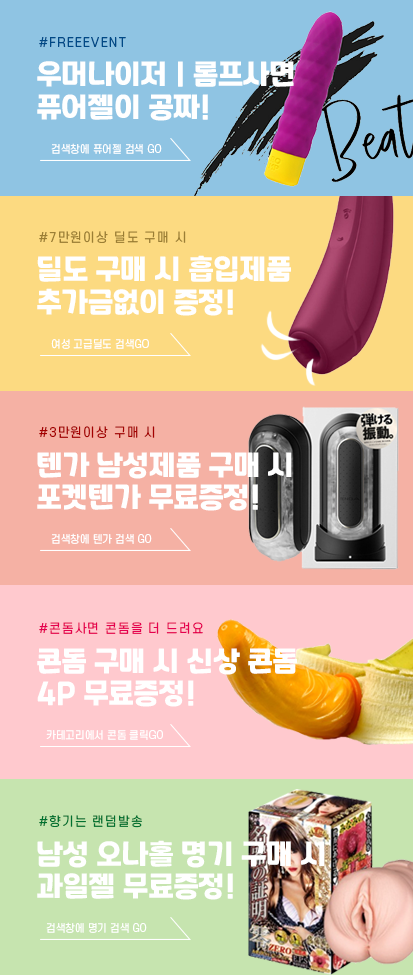 #FREEEVENT
우머나이저 | 롬프사면
퓨어젤이 공짜!
검색창에 퓨어젤 검색 GO
Beat
#7만원이상 딜도 구매 시
딜도 구매 시 흡입제품
추가금없이 증정!
여성 고급딜도 검색GO
#3만원이상 구매 시
텐가 남성제품 구매 시
포켓텐가 무료증정!
검색창에 텐가 검색 GO
弾ける
振動。
#콘돔사면 콘돔을 더 드려요
콘돔 구매 시 신상 콘돔
4P 무료증정!
카테고리에서 콘돔 클릭GO
#향기는 랜덤발송
남성 오나홀 명기 구매 시
과일젤 무료증정!
검색창에 명기 검색 GO
の証明
ZERO